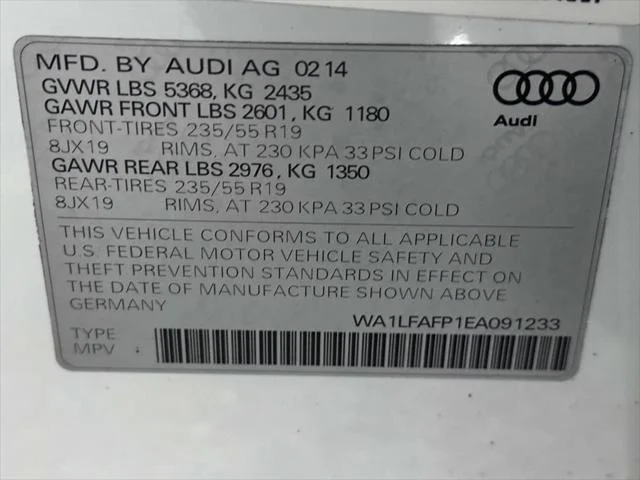 MFD. BY AUDI AG 0214
GVWR LBS 5368, KG 2435
GAWR FRONT LBS 2601, KG 1180
FRONT-TIRES 235/55 R19
8JX19 RIMS, AT 230 KPA 33 PSI COLD
GAWR REAR LBS 2976, KG 1350
REAR-TIRES 235/55 R19
8JX19 RIMS, AT 230 KPA 33 PSI COLD
Audi
THIS VEHICLE CONFORMS TO ALL APPLICABLE
U.S. FEDERAL MOTOR VEHICLE SAFETY AND
THEFT PREVENTION STANDARDS IN EFFECT ON
THE DATE OF MANUFACTURE SHOWN ABOVE
GERMANY
WA1LFAFP1EA091233
TYPE
MPV